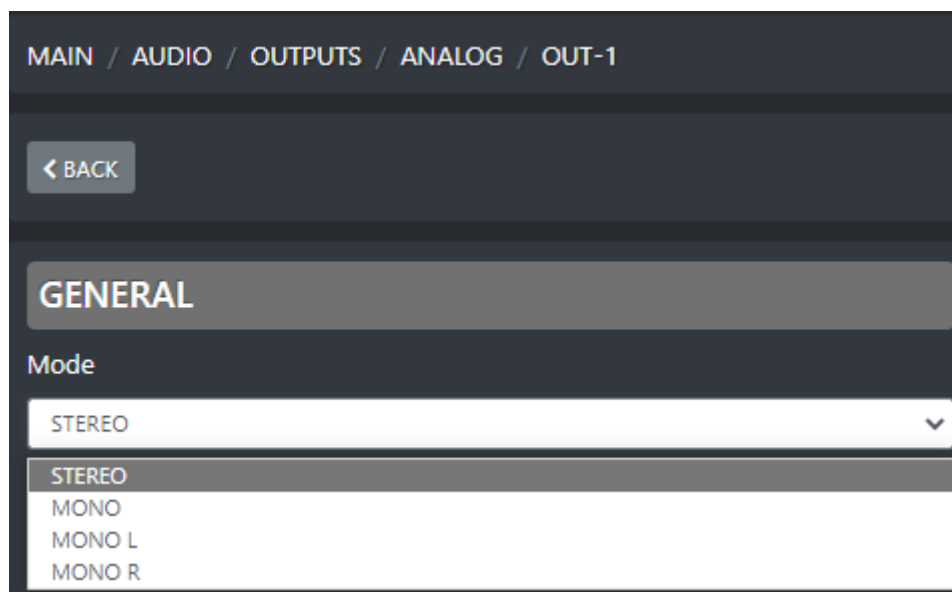 MAIN / AUDIO / OUTPUTS / ANALOG / OUT-1
BACK
GENERAL
Mode
STEREO
STEREO
MONO
MONO L
MONO R